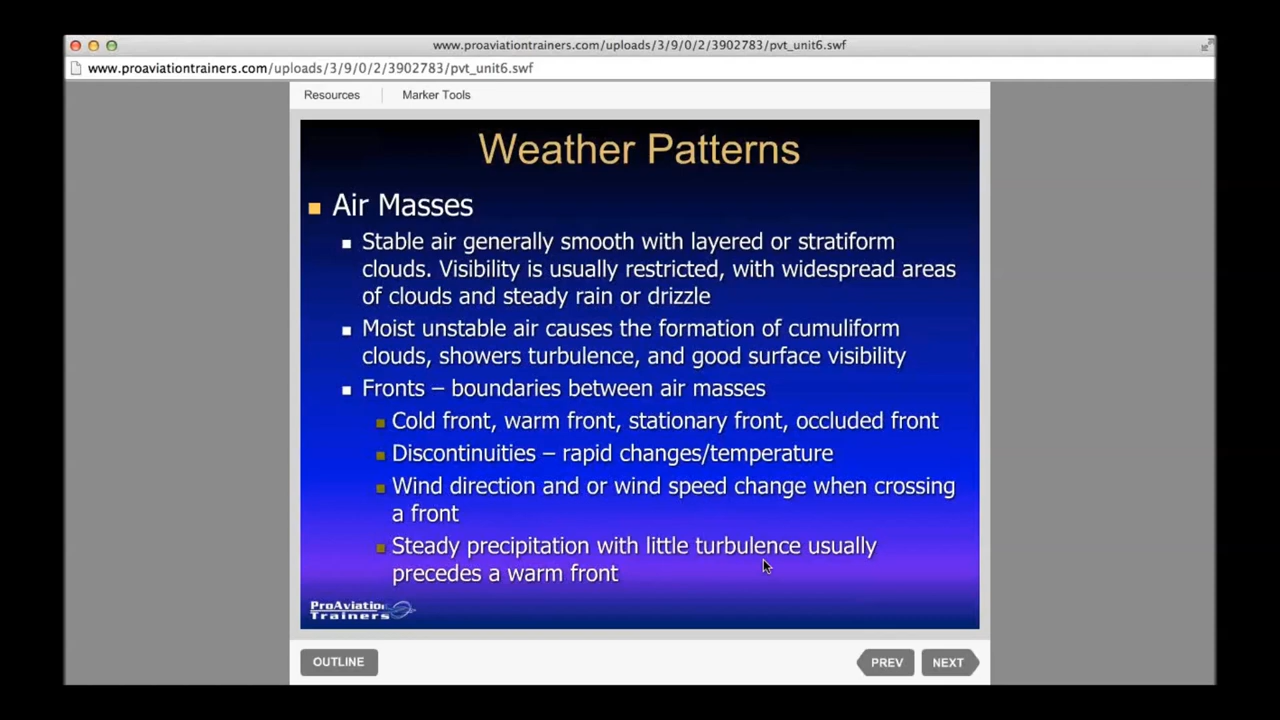 www.proaviationtrainers.com/uploads/3/9/0/2/3902783/pvt_unit6.swf
www.proaviationtrainers.com/uploads/3/9/0/2/3902783/pvt_unit6.swf
Resources
Marker Tools
Weather Patterns
Air Masses
Stable air generally smooth with layered or stratiform
clouds. Visibility is usually restricted, with widespread areas
of clouds and steady rain or drizzle
Moist unstable air causes the formation of cumuliform
clouds, showers turbulence, and good surface visibility
Fronts – boundaries between air masses
Cold front, warm front, stationary front, occluded front
Discontinuities – rapid changes/temperature
Wind direction and or wind speed change when crossing
a front
Steady precipitation with little turbulence usually
precedes a warm front
ProAviation
Trainers
OUTLINE
PREV
NEXT